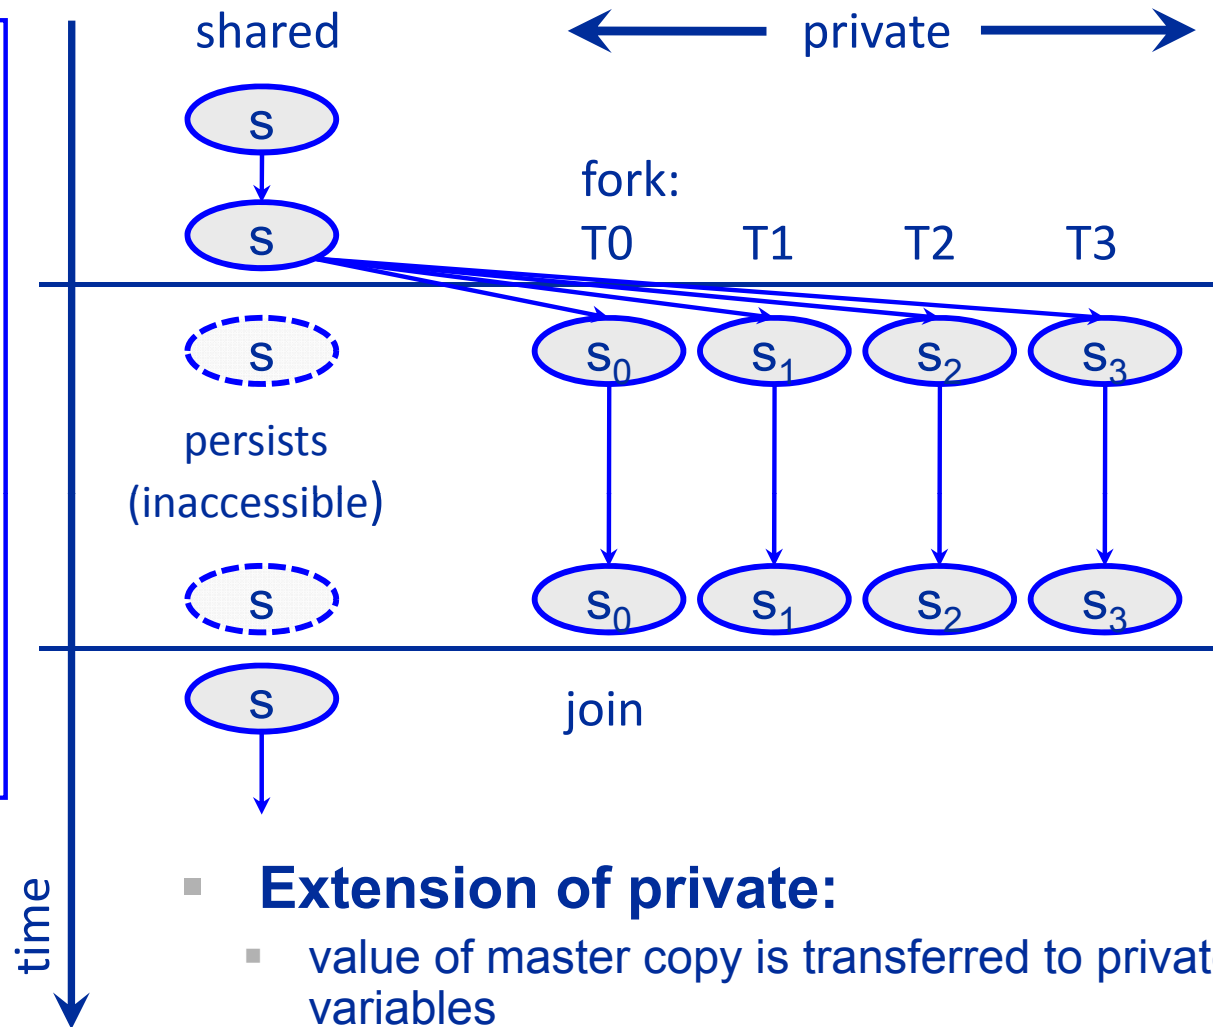 shared private
s
fork:
s T0 T1 T2 T3
s s0 s1 s2 s3
persists
(inaccessible)
s s0 s1 s2 s3
s join
time
Extension of private:
value of master copy is transferred to privat
variables